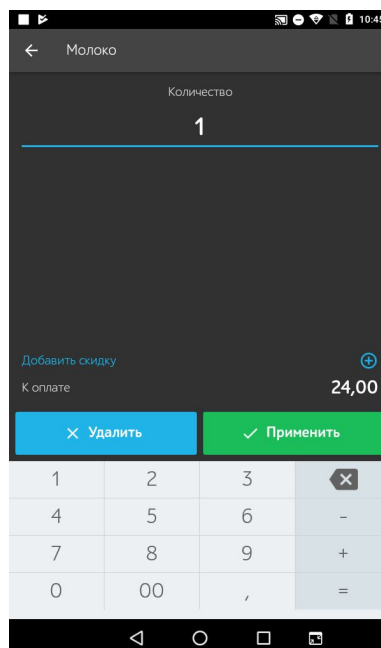 10:45
Молоко
Количество
1
Добавить скидку
К оплате 24,00
Удалить Применить
1 2 3
4 5 6 -
7 8 9 +
0 00 , =